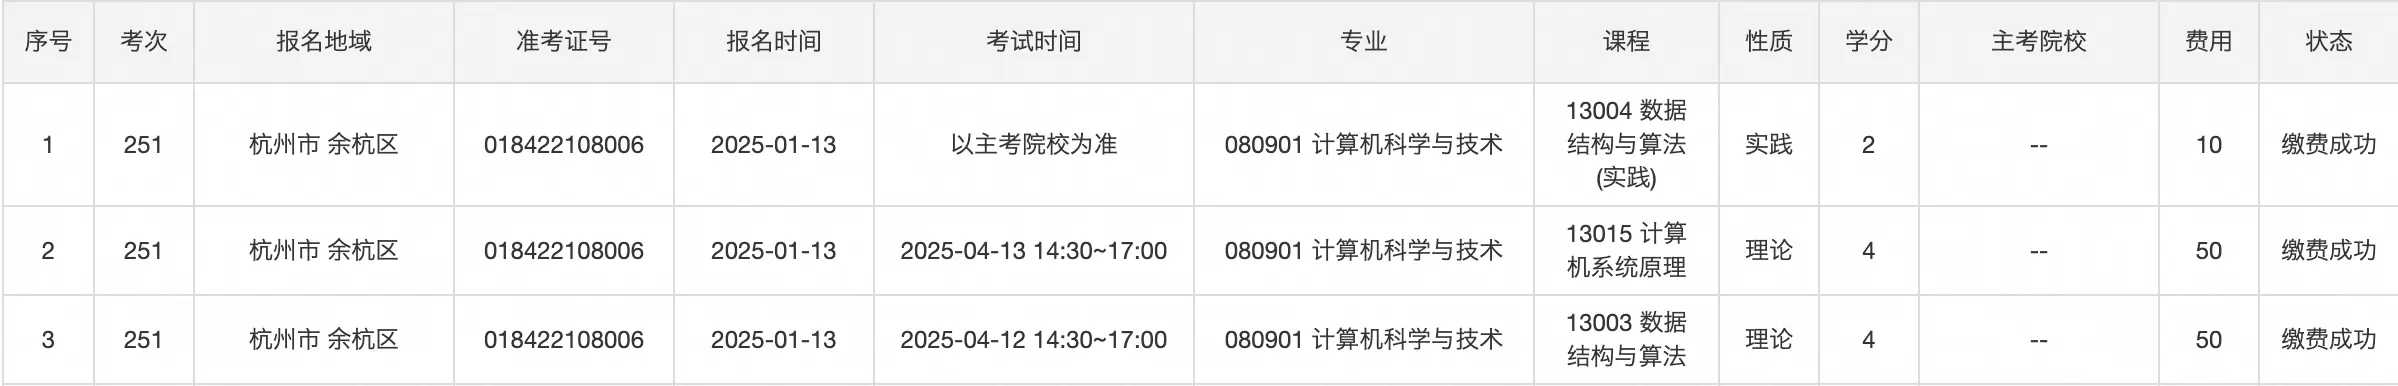 序号 考次 报名地域 准考证号 报名时间 考试时间 专业 课程 性质 学分 主考院校 费用 状态
1 251 杭州市 余杭区 018422108006 2025-01-13 以主考院校为准 080901 计算机科学与技术 13004 数据
结构与算法
(实践) 实践 2 -- 10 缴费成功
2 251 杭州市 余杭区 018422108006 2025-01-13 2025-04-13 14:30~17:00 080901 计算机科学与技术 13015 计算
机系统原理 理论 4 -- 50 缴费成功
3 251 杭州市 余杭区 018422108006 2025-01-13 2025-04-12 14:30~17:00 080901 计算机科学与技术 13003 数据
结构与算法 理论 4 -- 50 缴费成功